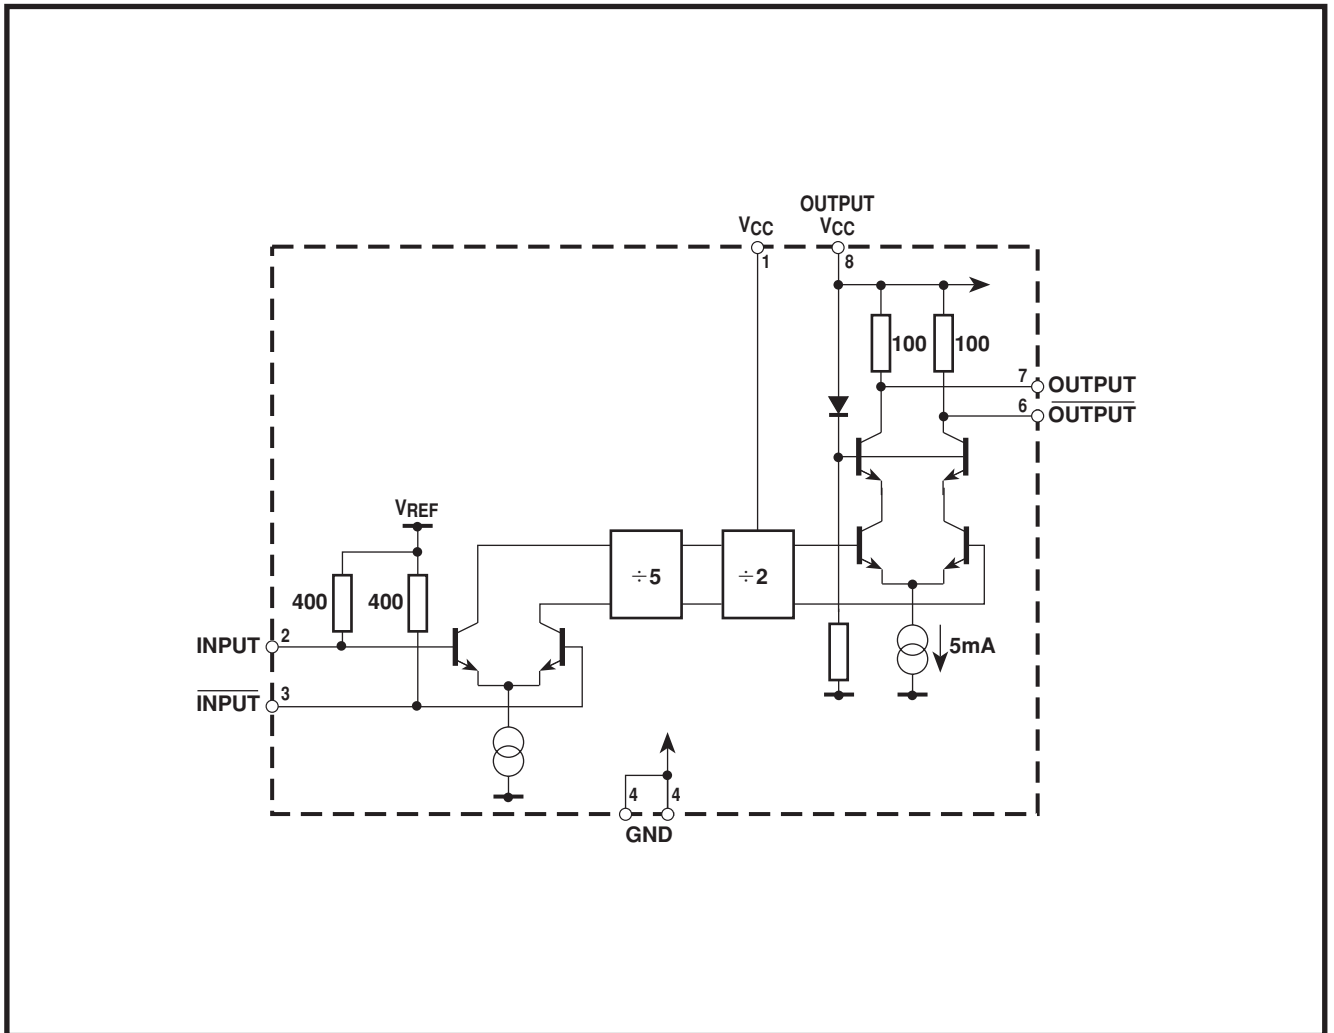 OUTPUT
VCC
VCC
1
8
100
100
7
OUTPUT
6
OUTPUT
VREF
÷5
÷2
400
400
INPUT
2
5mA
INPUT
3
4
4
GND